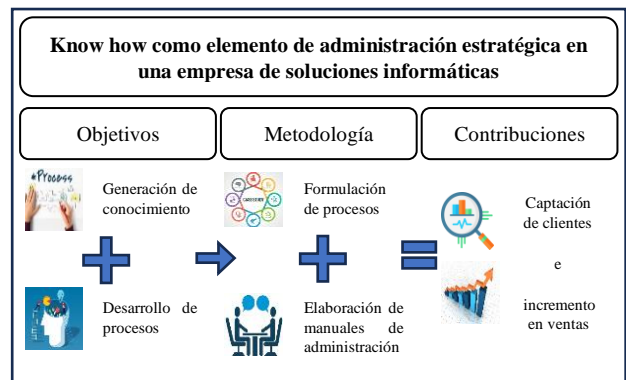 Know how como elemento de administración estratégica en
una empresa de soluciones informáticas
Objetivos
Metodología
Contribuciones
Process
Generación de
conocimiento
Desarrollo de
procesos
Formulación
de procesos
Elaboración de
manuales de
administración
Captación
de clientes
e
incremento
en ventas